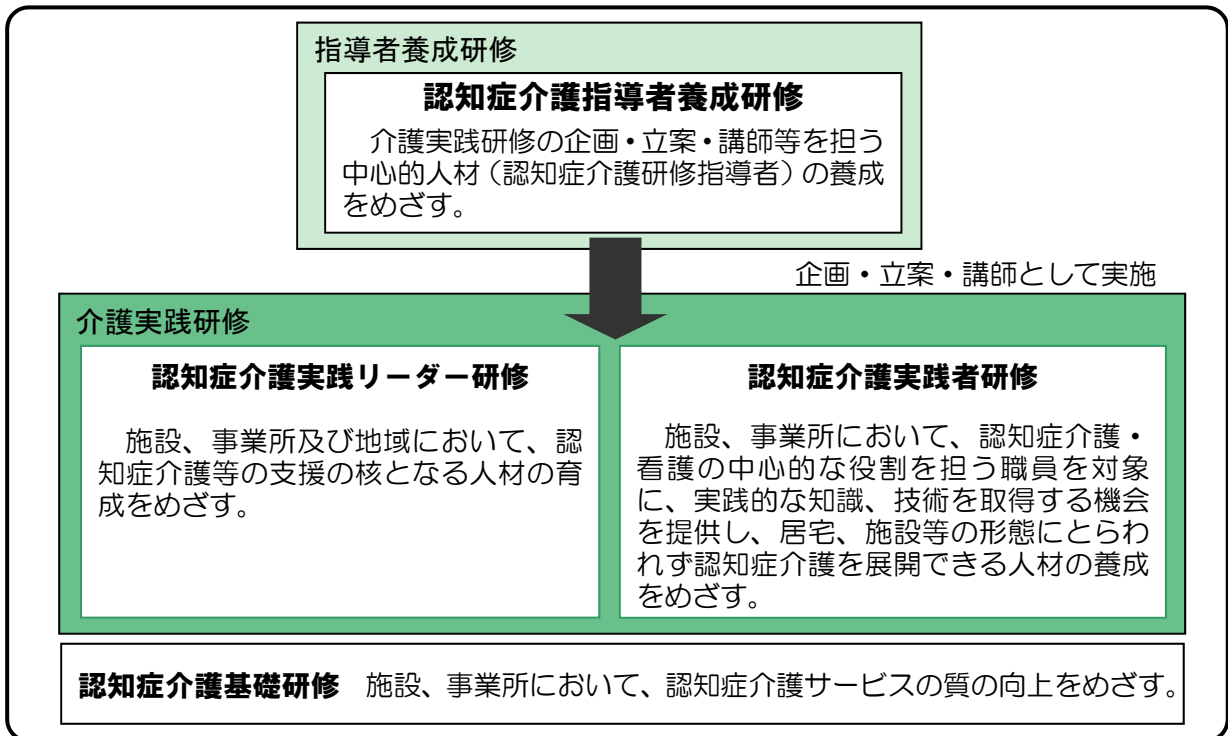 指導者養成研修
認知症介護指導者養成研修
介護実践研修の企画・立案・講師等を担う
中心的人材（認知症介護研修指導者）の養成
をめざす。
企画・立案・講師として実施
介護実践研修
認知症介護実践リーダー研修
施設、事業所及び地域において、認
知症介護等の支援の核となる人材の育
成をめざす。
認知症介護実践者研修
施設、事業所において、認知症介護・
看護の中心的な役割を担う職員を対象
に、実践的な知識、技術を取得する機会
を提供し、居宅、施設等の形態にとらわ
れず認知症介護を展開できる人材の養成
をめざす。
認知症介護基礎研修　施設、事業所において、認知症介護サービスの質の向上をめざす。